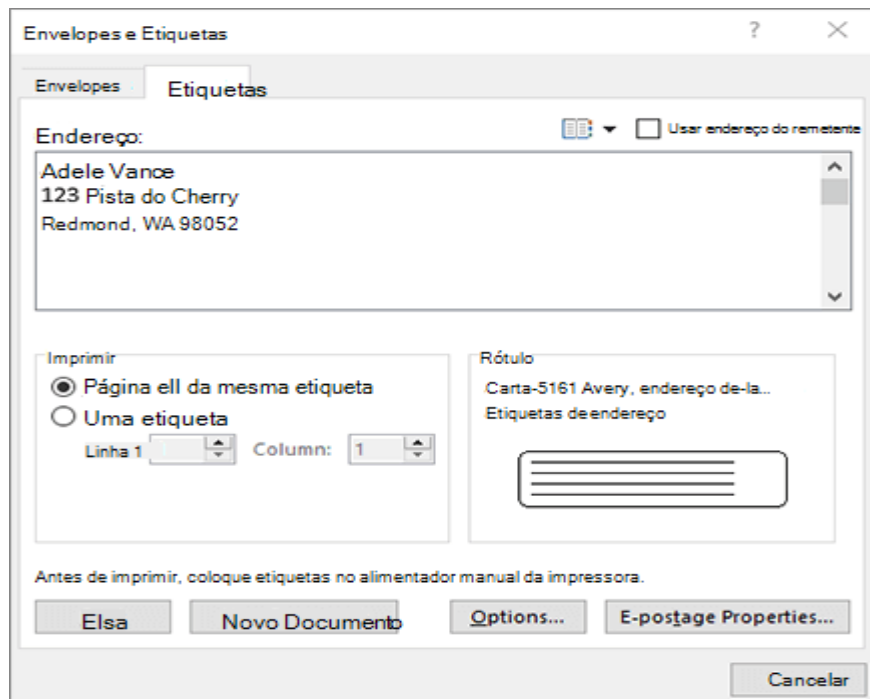 Envelopes e Etiquetas ?
Envelopes Etiquetas
Endereço: Usar endereço do remetente
Adele Vance
123 Pista do Cherry
Redmond, WA 98052
Imprimir
Página ell da mesma etiqueta
Uma etiqueta
Linha 1 Column: 1
Rótulo
Carta-5161 Avery, endereço de-la...
Etiquetas de endereço
Antes de imprimir, coloque etiquetas no alimentador manual da impressora.
Elsa Novo Documento Options... E-postage Properties...
Cancelar